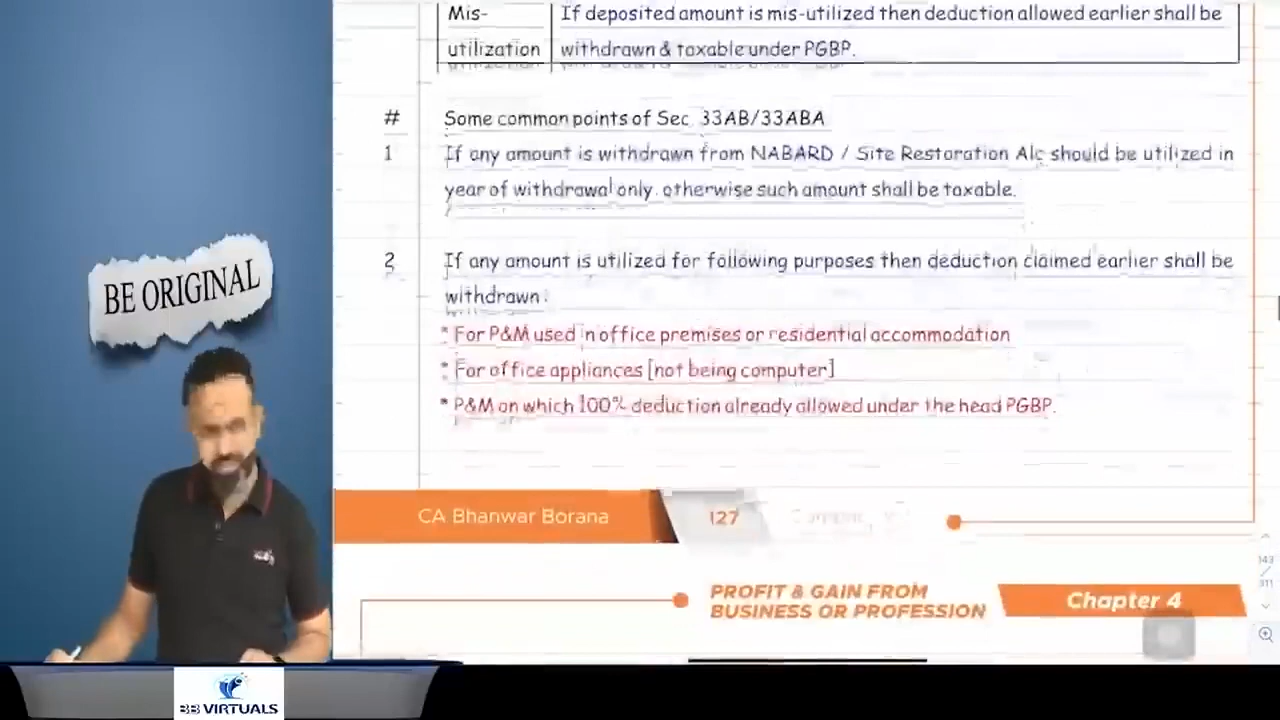 Mis-
If deposited amount is mis-utilized then deduction allowed earlier shall be
utilization
withdrawn & taxable under PGBP.
# Some common points of Sec. 33AB/33ABA
1 If any amount is withdrawn from NABARD / Site Restoration A/c should be utilized in
year of withdrawal only. otherwise such amount shall be taxable.
2 If any amount is utilized for following purposes then deduction claimed earlier shall be
withdrawn:
* For P&M used in office premises or residential accommodation
* For office appliances [not being computer]
* P&M on which 100% deduction already allowed under the head PGBP.
BE ORIGINAL
CA Bhanwar Borana
127
PROFIT & GAIN FROM
BUSINESS OR PROFESSION
Chapter 4
143
/
311
BB VIRTUALS